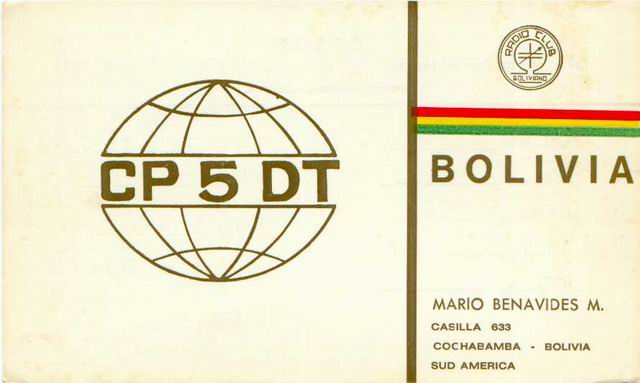 CP 5 DT
RADIO CLUB
BOLIVIANO
BOLIVIA
MARIO BENAVIDES M.
CASILLA 633
COCHABAMBA - BOLIVIA
SUD AMERICA